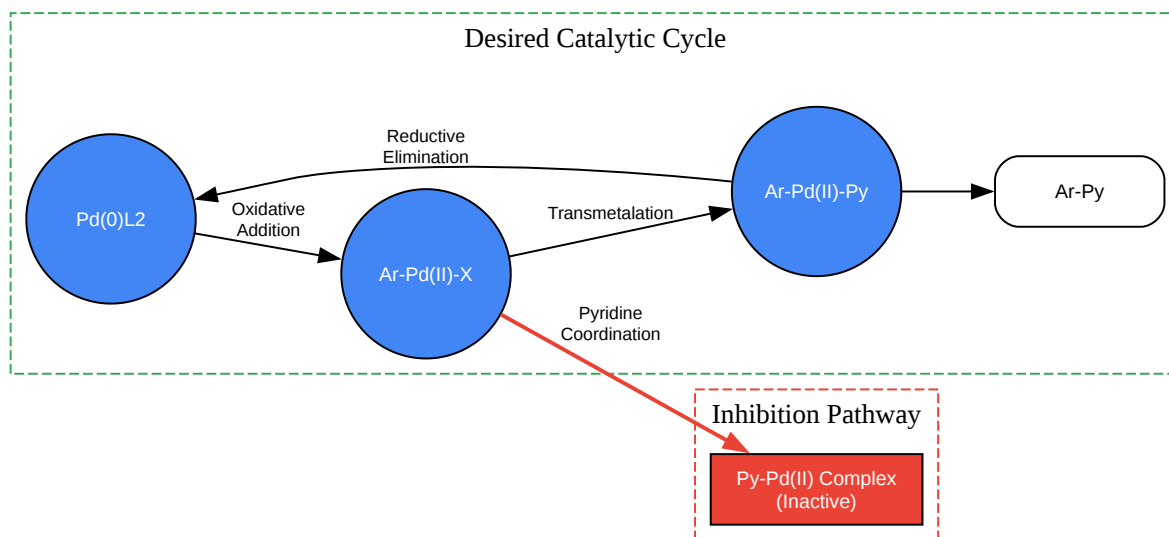 Desired Catalytic Cycle
Reductive
Elimination
Pd(0)L2
Oxidative
Addition
Ar-Pd(II)-X
Transmetalation
Ar-Pd(II)-Py
Ar-Py
Pyridine
Coordination
Inhibition Pathway
Py-Pd(II) Complex
(Inactive)